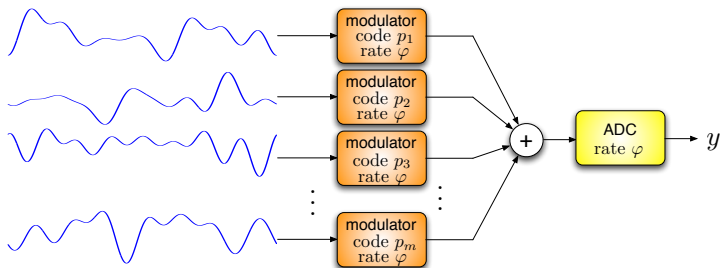 modulator
code p₁
rate φ
modulator
code p₂
rate φ
modulator
code p₃
rate φ
modulator
code pₘ
rate φ
+
ADC
rate φ
y